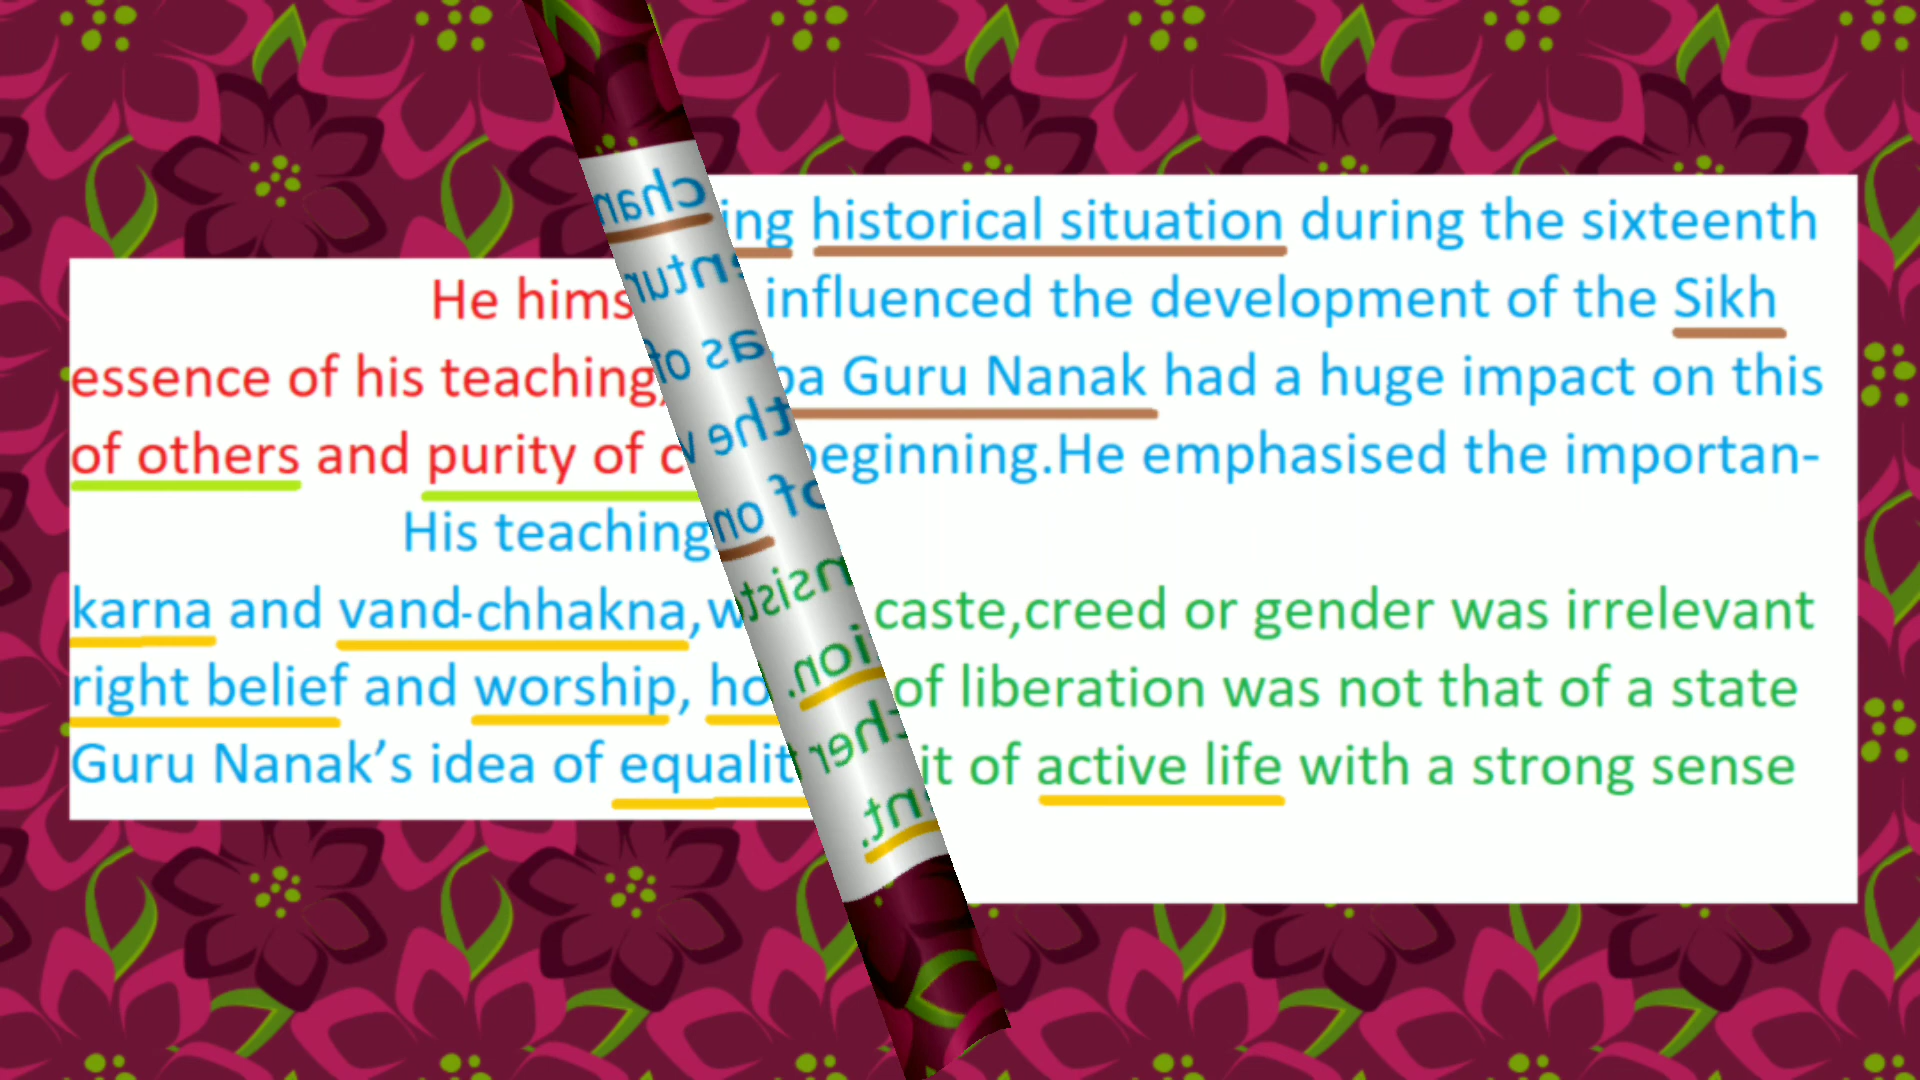 ing historical situation during the sixteenth
He hims influenced the development of the Sikh
essence of his teaching, ba Guru Nanak had a huge impact on this
of others and purity of c beginning.He emphasised the importan-
His teaching
karna and vand-chhakna,w caste,creed or gender was irrelevant
right belief and worship, ho of liberation was not that of a state
Guru Nanak’s idea of equalit it of active life with a strong sense